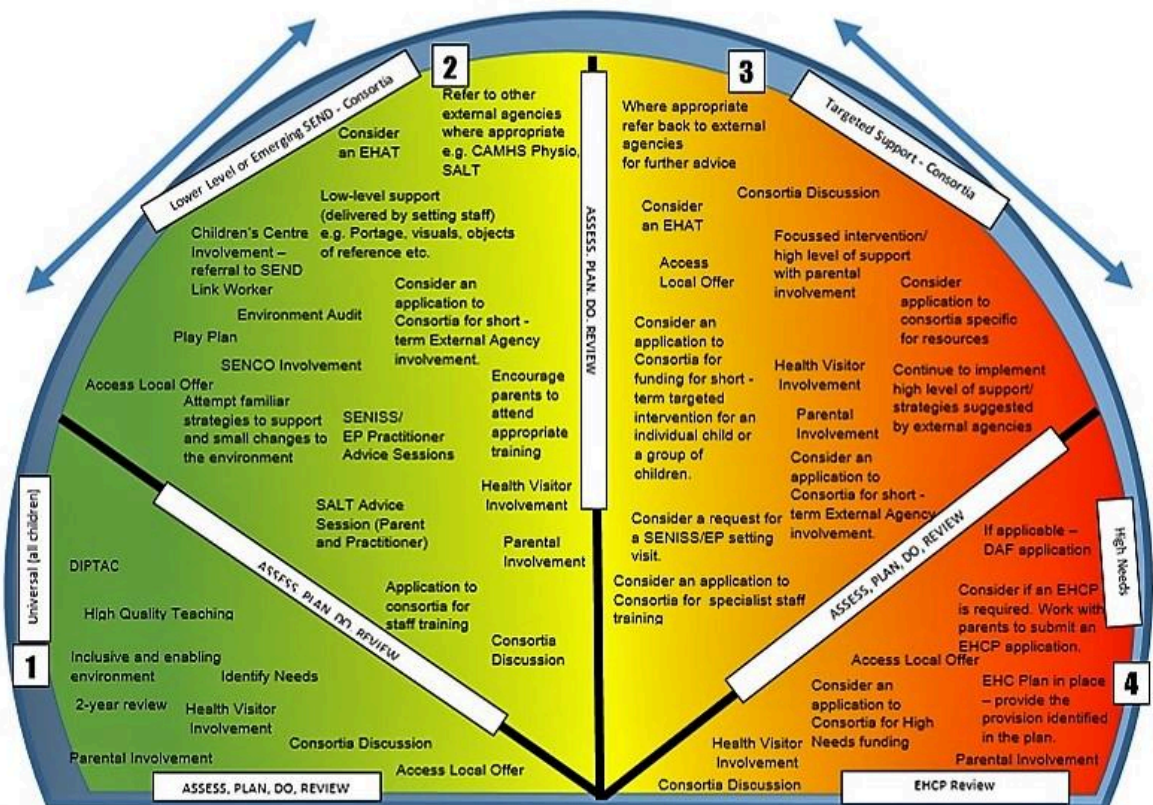 2
Lower Level or Emerging SEND - Consortia
Consider
an EHAT
Refer to other
external agencies
where appropriate
e.g. CAMHS Physio,
SALT
Low-level support
(delivered by setting staff)
e.g. Portage, visuals, objects
of reference etc.
Children's Centre
Involvement –
referral to SEND
Link Worker
Consider an
application to
Consortia for short -
term External Agency
involvement.
Environment Audit
Play Plan
SENCO Involvement
Access Local Offer
Attempt familiar
strategies to support
and small changes to
the environment
SENISS/
EP Practitioner
Advice Sessions
Encourage
parents to
attend
appropriate
training
Health Visitor
Involvement
SALT Advice
Session (Parent
and Practitioner)
Parental
Involvement
Application to
consortia for
staff training
Consortia
Discussion
ASSESS, PLAN, DO, REVIEW
3
Targeted Support - Consortia
Where appropriate
refer back to external
agencies
for further advice
Consortia Discussion
Consider
an EHAT
Focussed intervention/
high level of support
with parental
involvement
Access
Local Offer
Consider
application to
consortia specific
for resources
Consider an
application to
Consortia for
funding for short -
term targeted
intervention for an
individual child or
a group of
children.
Health Visitor
Involvement
Continue to implement
high level of support/
strategies suggested
by external agencies
Parental
Involvement
Consider an
application to
Consortia for short -
term External Agency
involvement.
Consider a request for
a SENISS/EP setting
visit.
Consider an application to
Consortia for specialist staff
training
ASSESS, PLAN, DO, REVIEW
Universal (all children)
1
DIPTAC
High Quality Teaching
Inclusive and enabling
environment
Identify Needs
2-year review
Health Visitor
Involvement
Consortia Discussion
Parental Involvement
Access Local Offer
ASSESS, PLAN, DO, REVIEW
ASSESS, PLAN, DO, REVIEW
High Needs
4
If applicable –
DAF application
Consider if an EHCP
is required. Work with
parents to submit an
EHCP application.
Access Local Offer
Consider an
application to
Consortia for High
Needs funding
EHC Plan in place
– provide the
provision identified
in the plan.
Health Visitor
Involvement
Parental Involvement
Consortia Discussion
EHCP Review